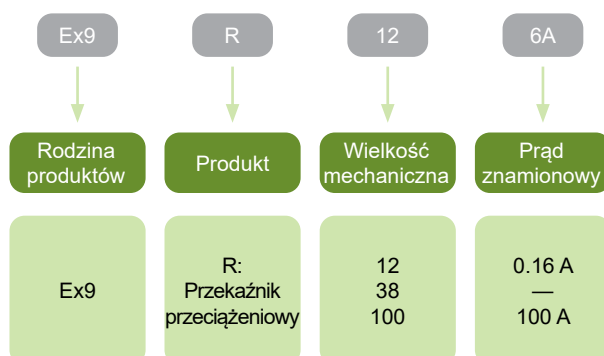 Ex9
R
12
6A
Rodzina
produktów
Produkt
Wielkość
mechaniczna
Prąd
znamionowy
Ex9
R:
Przekaźnik
przeciążeniowy
12
38
100
0.16 A
—
100 A